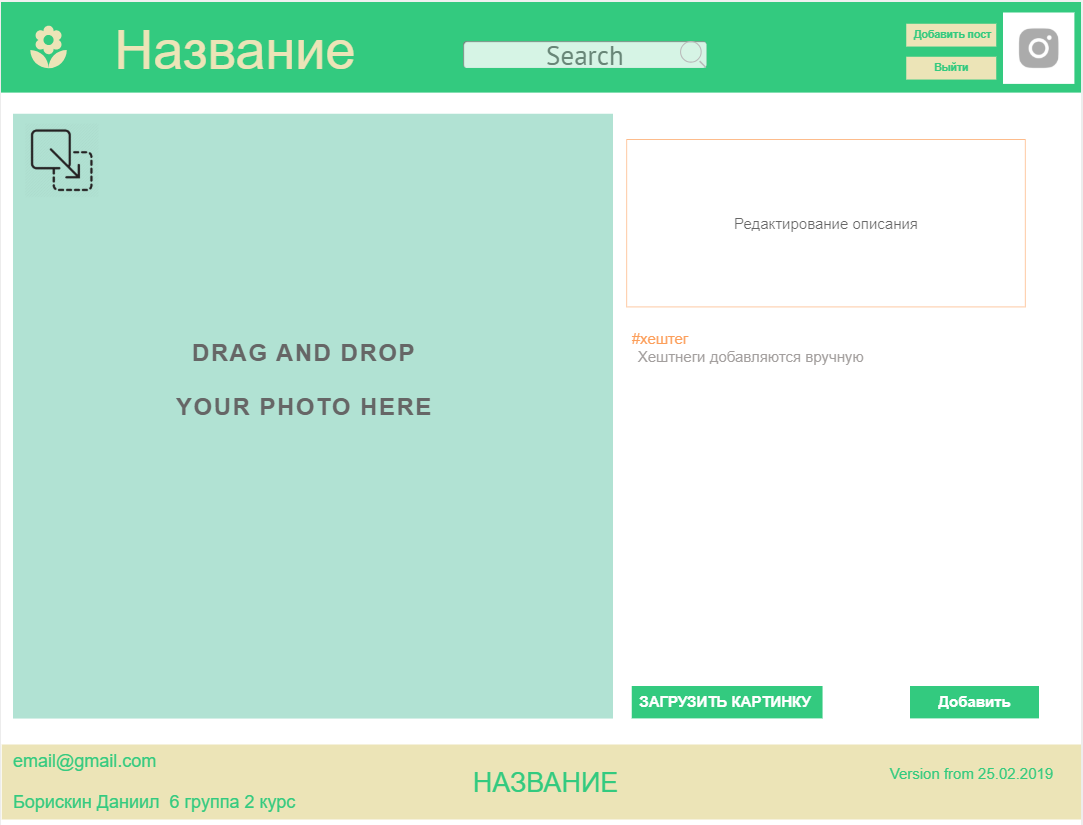 Название
Search
Добавить пост
Выйти
DRAG AND DROP
YOUR PHOTO HERE
Редактирование описания
#хештег
Хештнеги добавляются вручную
ЗАГРУЗИТЬ КАРТИНКУ
Добавить
email@gmail.com
Борискин Даниил 6 группа 2 курс
НАЗВАНИЕ
Version from 25.02.2019